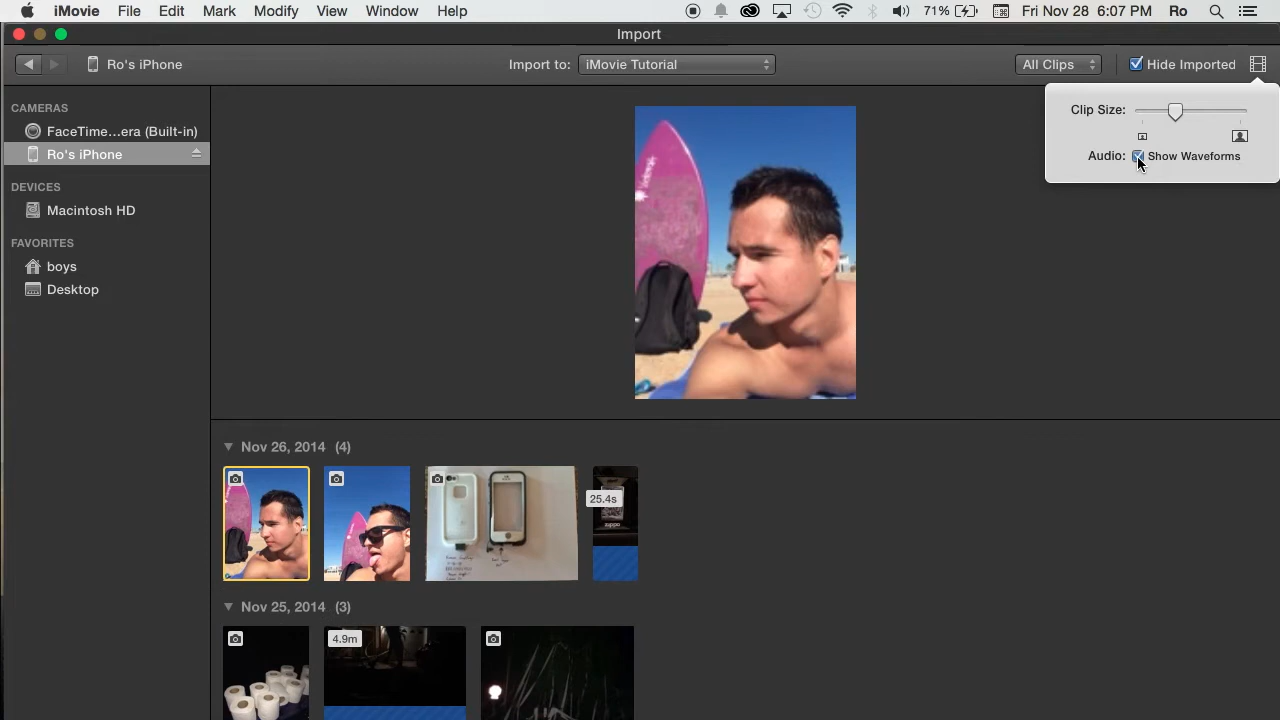 iMovie File Edit Mark Modify View Window Help 71% Fri Nov 28 6:07 PM Ro
Import
Ro's iPhone Import to: iMovie Tutorial All Clips Hide Imported
CAMERAS
FaceTime...era (Built-in)
Ro's iPhone
DEVICES
Macintosh HD
FAVORITES
boys
Desktop
Clip Size:
Audio: Show Waveforms
Nov 26, 2014 (4)
25.4s
zippo
Nov 25, 2014 (3)
4.9m